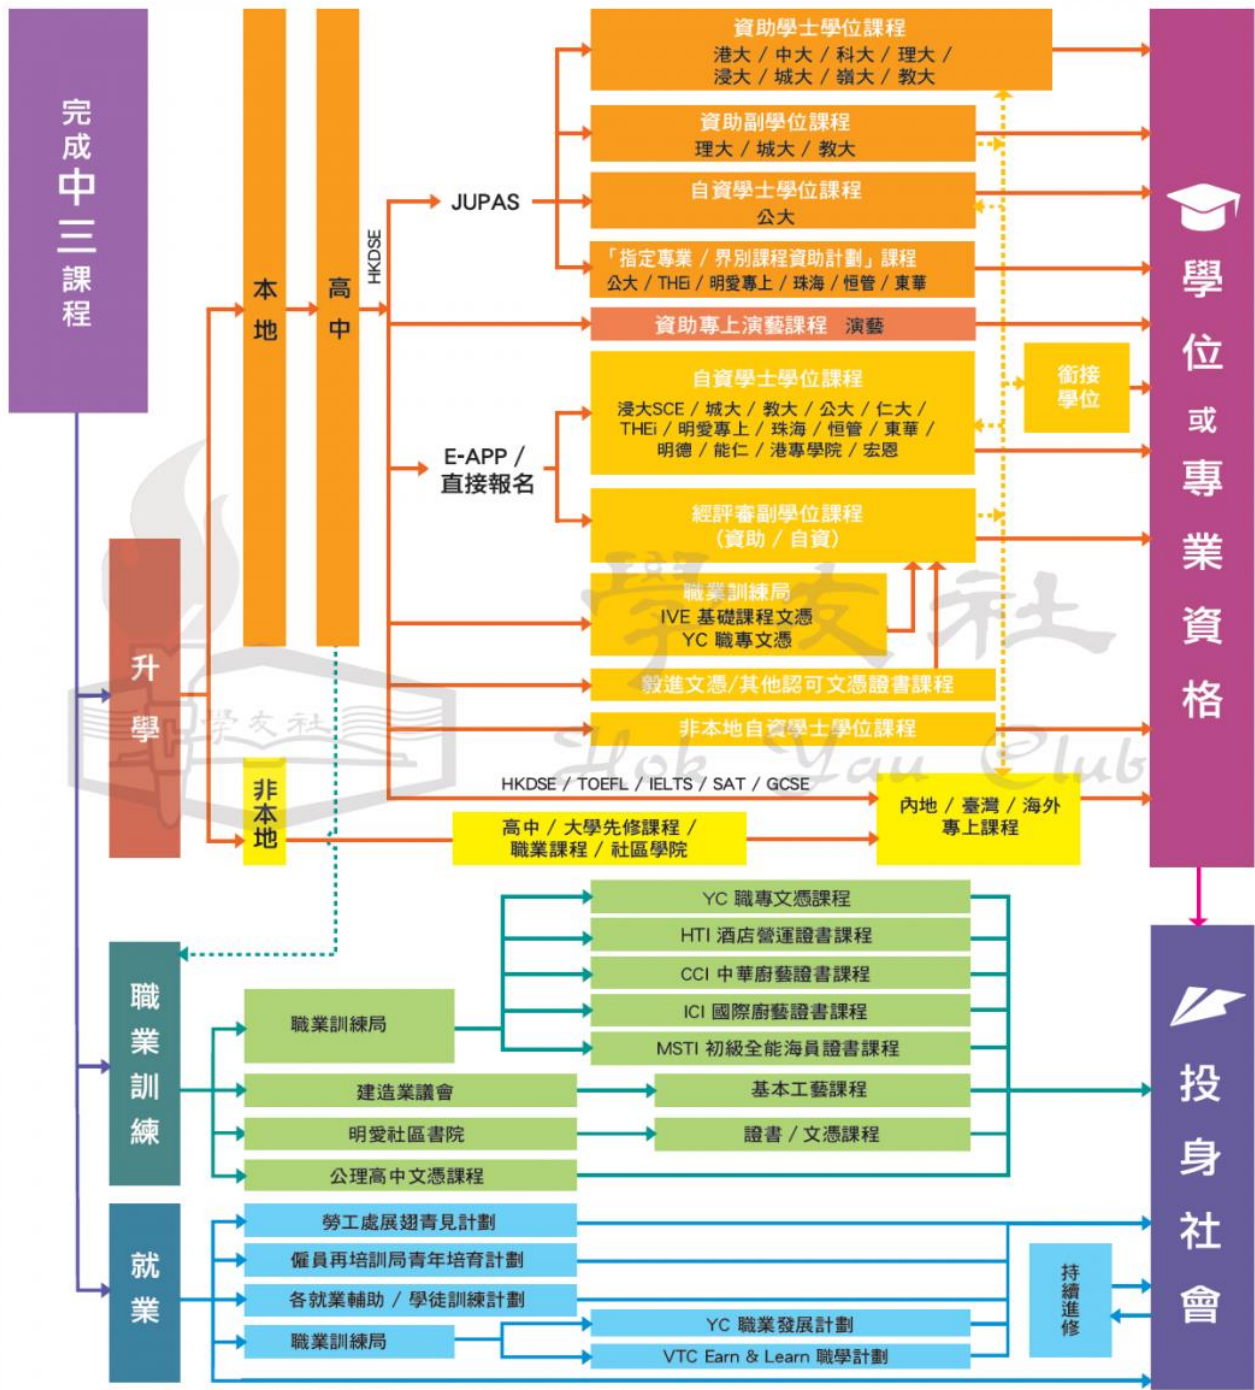 完成中三課程
升學
本地
高中
HKDSE
JUPAS
資助學士學位課程
港大 / 中大 / 科大 / 理大 /
浸大 / 城大 / 嶺大 / 教大
資助副學位課程
理大 / 城大 / 教大
自資學士學位課程
公大
「指定專業 / 界別課程資助計劃」課程
公大 / THEi / 明愛專上 / 珠海 / 恒管 / 東華
資助專上演藝課程 演藝
E-APP /
直接報名
自資學士學位課程
浸大SCE / 城大 / 教大 / 公大 / 仁大 /
THEi / 明愛專上 / 珠海 / 恒管 / 東華 /
明德 / 能仁 / 港專學院 / 宏恩
銜接
學位
經評審副學位課程
(資助 / 自資)
職業訓練局
IVE 基礎課程文憑
YC 職專文憑
毅進文憑/其他認可文憑證書課程
非本地自資學士學位課程
學友社
學友社
Hok Yau Club
非本地
HKDSE / TOEFL / IELTS / SAT / GCSE
高中 / 大學先修課程 /
職業課程 / 社區學院
內地 / 臺灣 / 海外
專上課程
學位或專業資格
職業訓練
職業訓練局
YC 職專文憑課程
HTI 酒店營運證書課程
CCI 中華廚藝證書課程
ICI 國際廚藝證書課程
MSTI 初級全能海員證書課程
建造業議會
基本工藝課程
明愛社區書院
證書 / 文憑課程
公理高中文憑課程
就業
勞工處展翅青見計劃
僱員再培訓局青年培育計劃
各就業輔助 / 學徒訓練計劃
職業訓練局
YC 職業發展計劃
VTC Earn & Learn 職學計劃
持續進修
投身社會